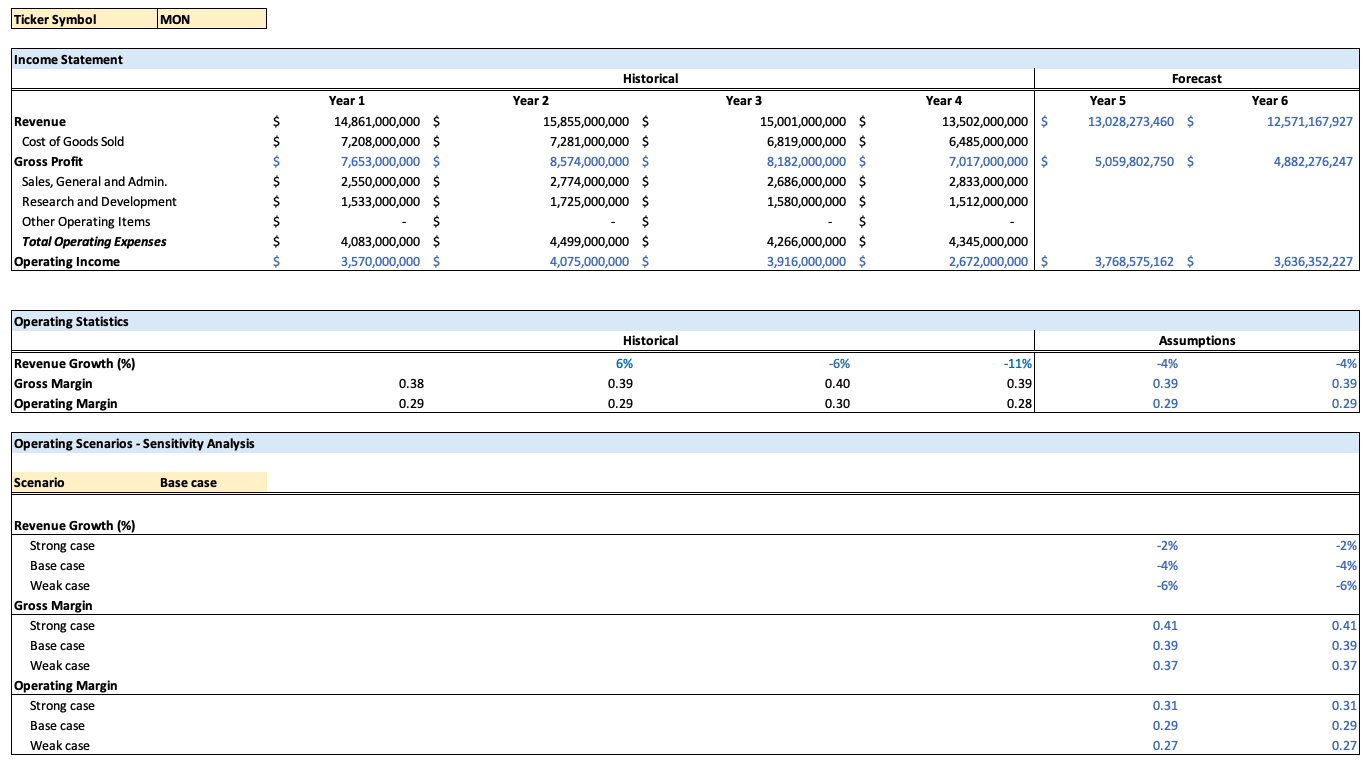 Ticker Symbol MON
Income Statement
Historical Forecast
Year 1 Year 2 Year 3 Year 4 Year 5 Year 6
Revenue $ 14,861,000,000 $ 15,855,000,000 $ 15,001,000,000 $ 13,502,000,000 $ 13,028,273,460 $ 12,571,167,927
Cost of Goods Sold $ 7,208,000,000 $ 7,281,000,000 $ 6,819,000,000 $ 6,485,000,000
Gross Profit $ 7,653,000,000 $ 8,574,000,000 $ 8,182,000,000 $ 7,017,000,000 $ 5,059,802,750 $ 4,882,276,247
Sales, General and Admin. $ 2,550,000,000 $ 2,774,000,000 $ 2,686,000,000 $ 2,833,000,000
Research and Development $ 1,533,000,000 $ 1,725,000,000 $ 1,580,000,000 $ 1,512,000,000
Other Operating Items $ - $ - $ - $ -
Total Operating Expenses $ 4,083,000,000 $ 4,499,000,000 $ 4,266,000,000 $ 4,345,000,000
Operating Income $ 3,570,000,000 $ 4,075,000,000 $ 3,916,000,000 $ 2,672,000,000 $ 3,768,575,162 $ 3,636,352,227
Operating Statistics
Historical Assumptions
Revenue Growth (%) 6% -6% -11% -4% -4%
Gross Margin 0.38 0.39 0.40 0.39 0.39 0.39
Operating Margin 0.29 0.29 0.30 0.28 0.29 0.29
Operating Scenarios - Sensitivity Analysis
Scenario Base case
Revenue Growth (%)
Strong case -2% -2%
Base case -4% -4%
Weak case -6% -6%
Gross Margin
Strong case 0.41 0.41
Base case 0.39 0.39
Weak case 0.37 0.37
Operating Margin
Strong case 0.31 0.31
Base case 0.29 0.29
Weak case 0.27 0.27